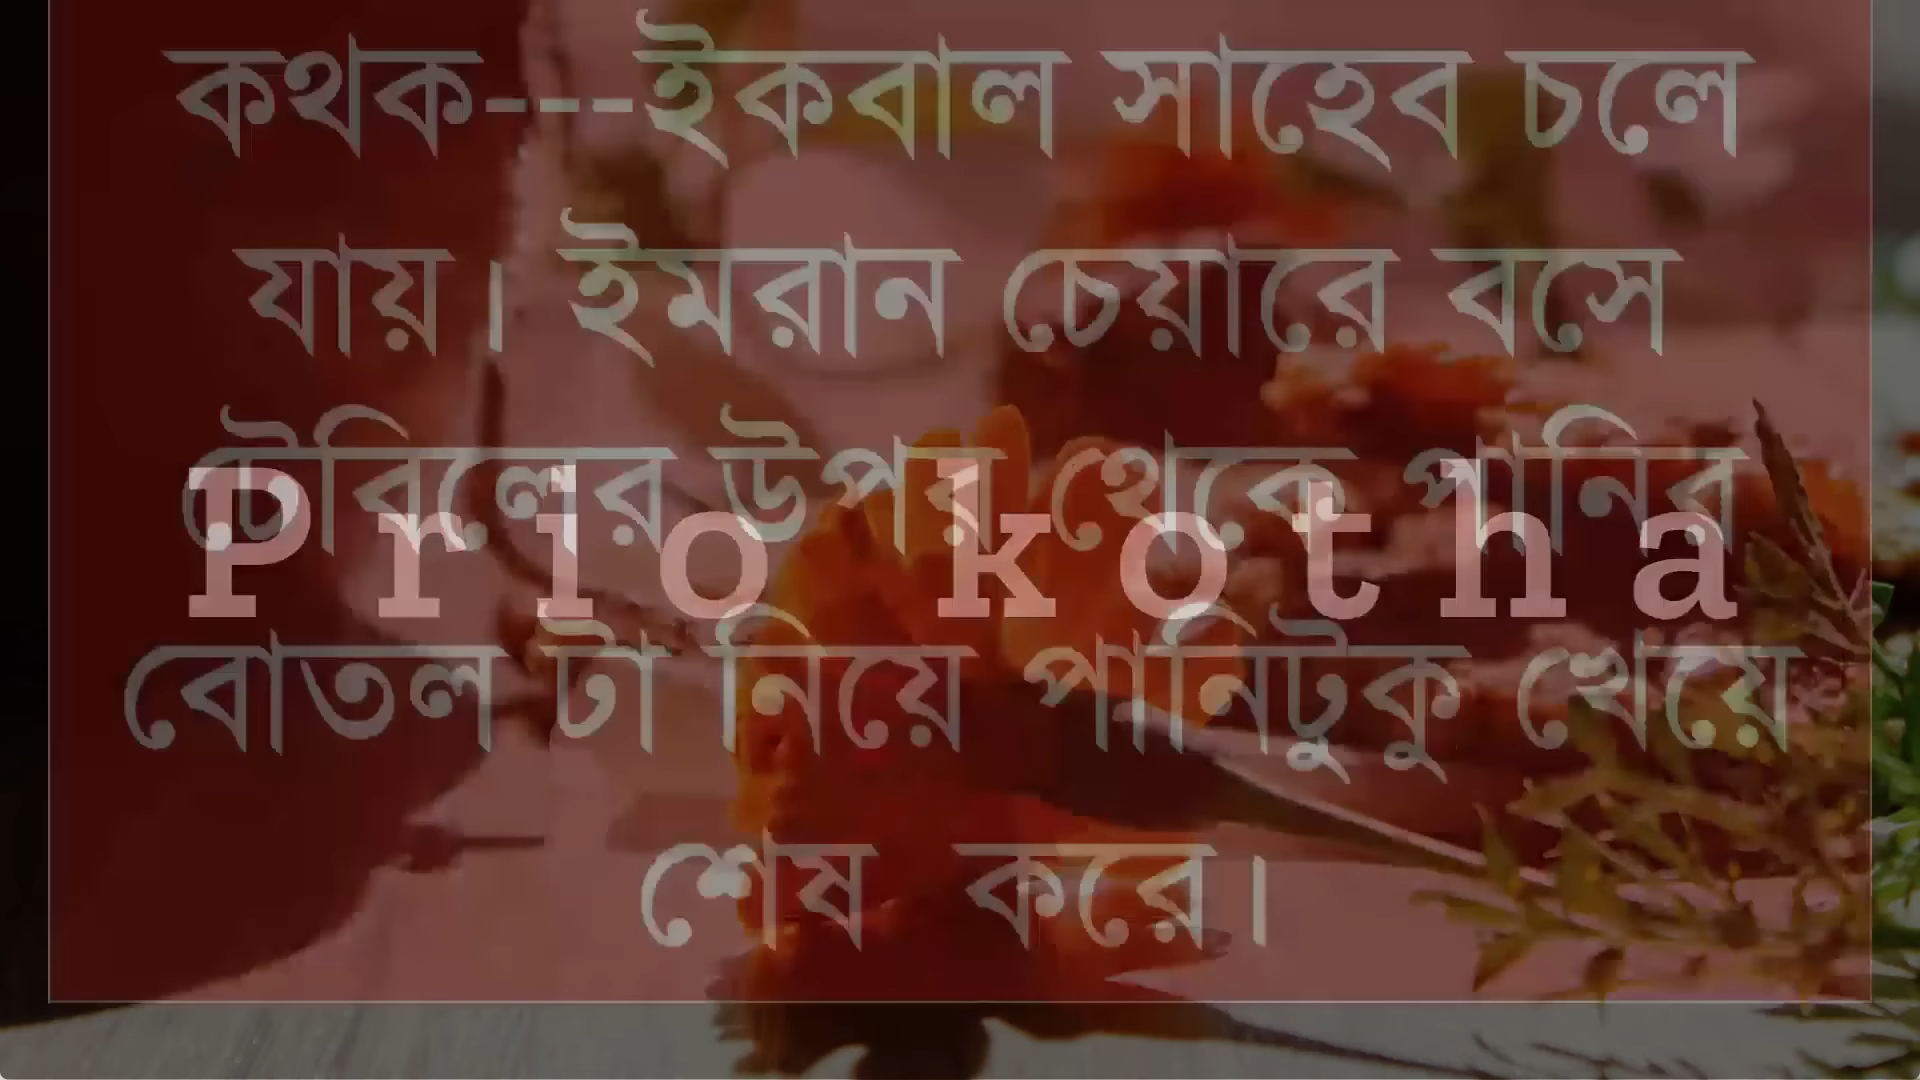 কথক---ইকবাল সাহেব চলে
যায়। ইমরান চেয়ারে বসে
টেবিলের উপর থেকে পানির
Prio kotha
বোতল টা নিয়ে পানিটুকু খেয়ে
শেষ করে।